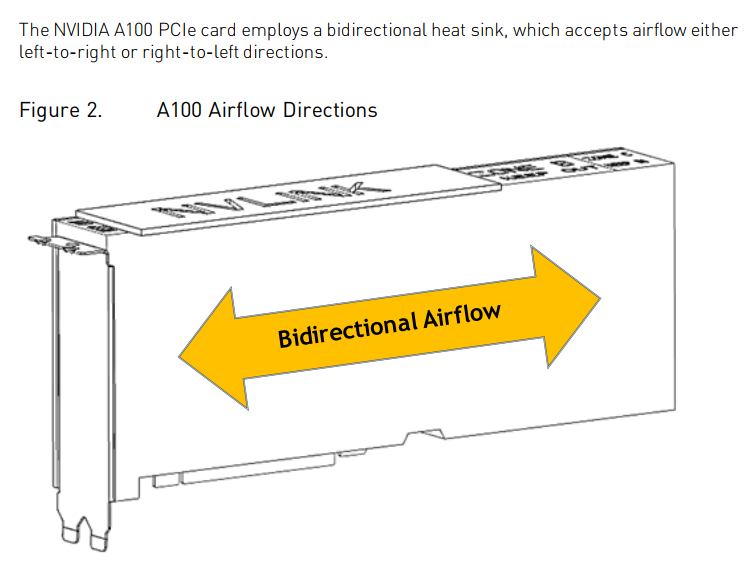 The NVIDIA A100 PCIe card employs a bidirectional heat sink, which accepts airflow either
left-to-right or right-to-left directions.
Figure 2. A100 Airflow Directions
NVLINK
Bidirectional Airflow